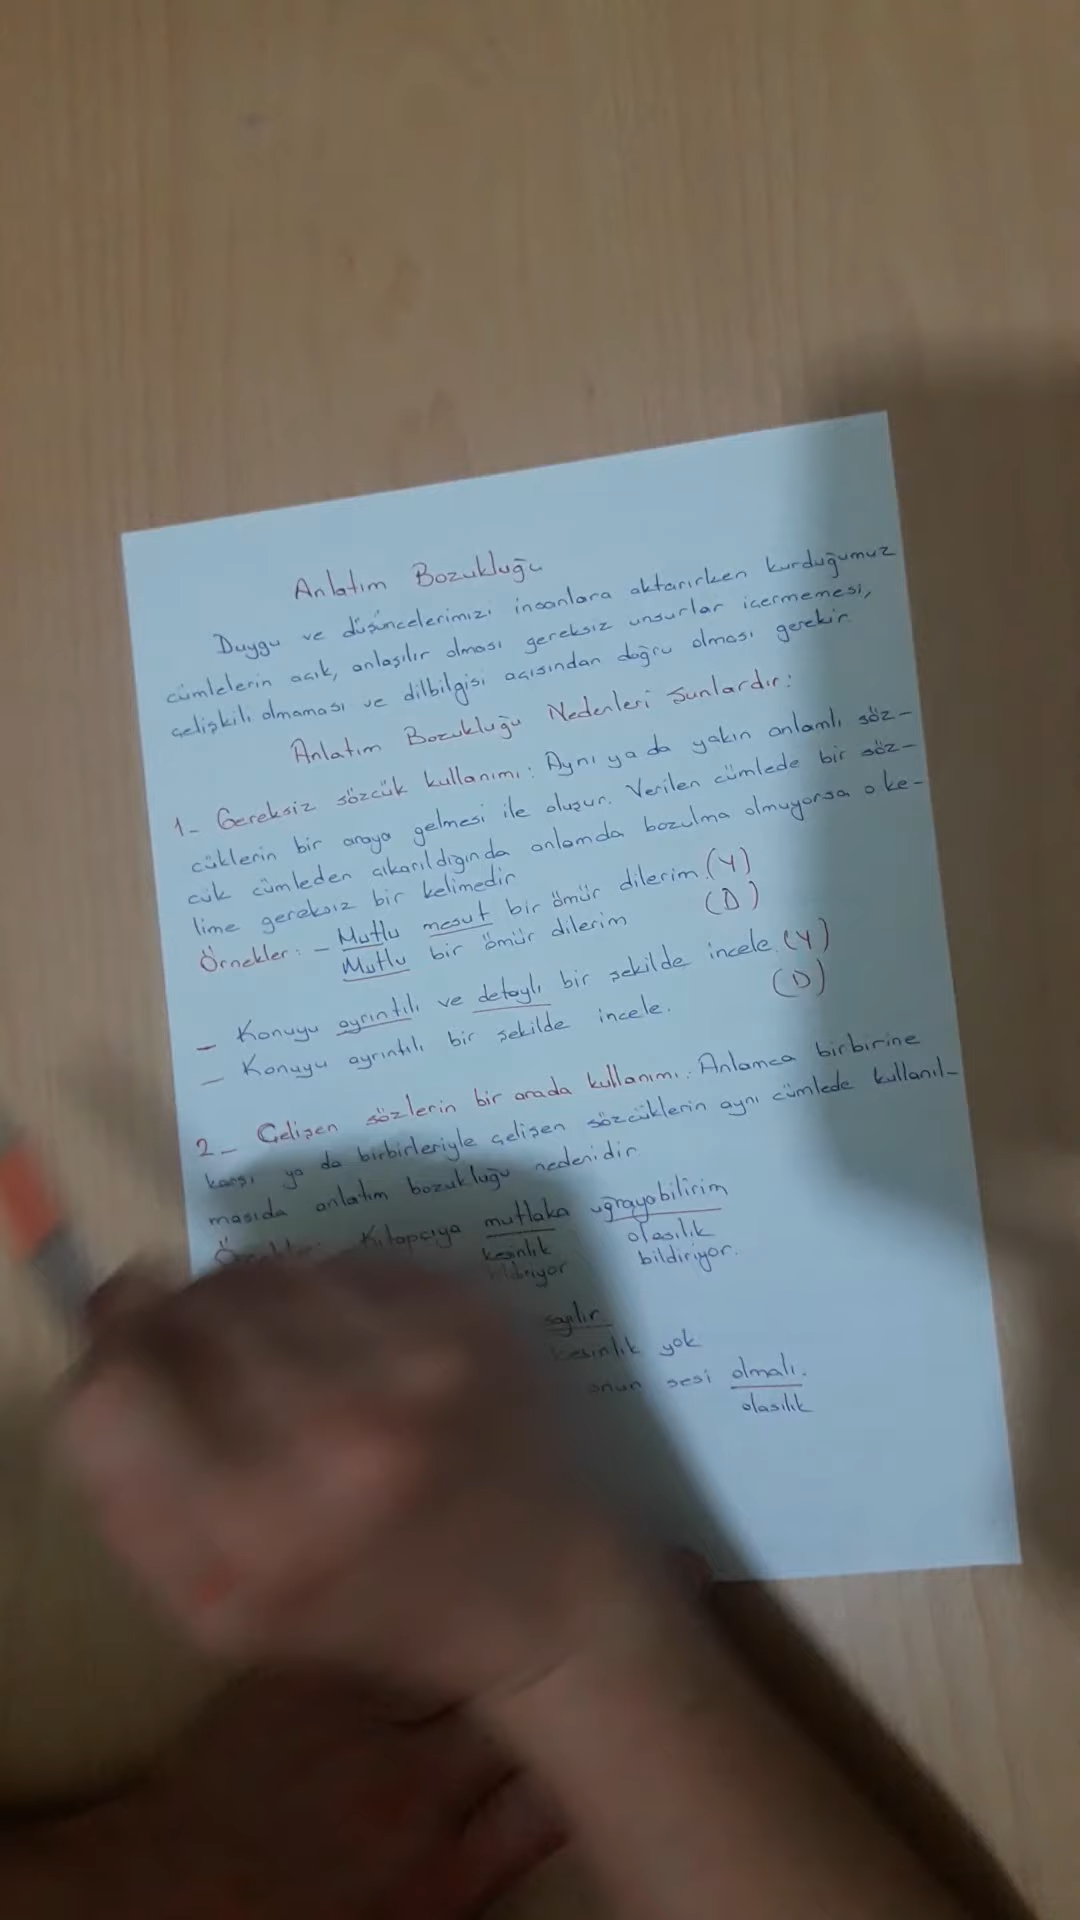 Anlatım Bozukluğu
Duygu ve düşüncelerimizi insanlara aktarırken kurduğumuz
cümlelerin açık, anlaşılır olması gereksiz unsurlar içermemesi,
çelişkili olmaması ve dilbilgisi açısından doğru olması gerekir.
Anlatım Bozukluğu Nedenleri Şunlardır:
1- Gereksiz sözcük kullanımı: Aynı ya da yakın anlamlı söz-
cüklerin bir araya gelmesi ile oluşur. Verilen cümlede bir söz-
cük cümleden çıkarıldığında anlamda bozulma olmuyorsa o ke-
lime gereksiz bir kelimedir
Örnekler: - Mutlu mesut bir ömür dilerim. (Y)
Mutlu bir ömür dilerim (D)
- Konuyu ayrıntılı ve detaylı bir şekilde incele. (Y)
- Konuyu ayrıntılı bir şekilde incele. (D)
2- Çelişen sözlerin bir arada kullanımı: Anlamca birbirine
karşı ya da birbirleriyle çelişen sözcüklerin aynı cümlede kullanıl-
masıda anlatım bozukluğu nedenidir.
Örnekler: Kitapçıya mutlaka uğrayabilirim
kesinlik olasılık
bildiriyor bildiriyor.
sayılır.
kesinlik yok
onun sesi olmalı.
olasılık